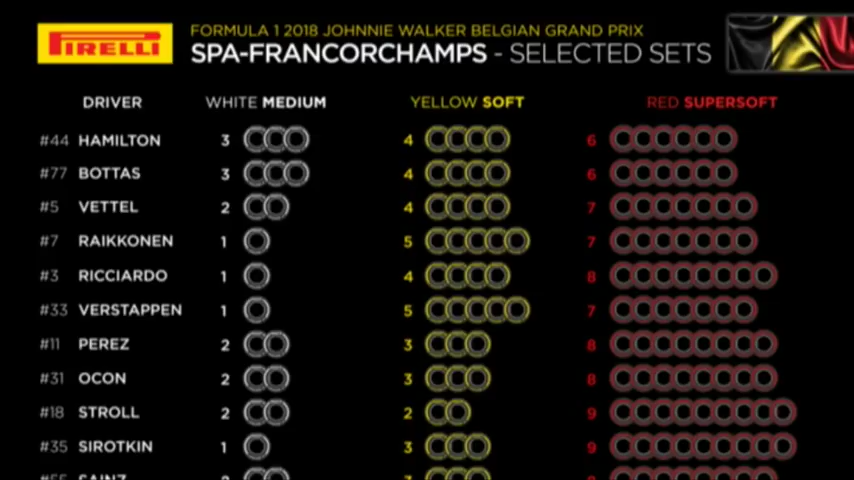 PIRELLI
FORMULA 1 2018 JOHNNIE WALKER BELGIAN GRAND PRIX
SPA-FRANCORCHAMPS - SELECTED SETS
DRIVER WHITE MEDIUM YELLOW SOFT RED SUPERSOFT
#44 HAMILTON 3 4 6
#77 BOTTAS 3 4 6
#5 VETTEL 2 4 7
#7 RAIKKONEN 1 5 7
#3 RICCIARDO 1 4 8
#33 VERSTAPPEN 1 5 7
#11 PEREZ 2 3 8
#31 OCON 2 3 8
#18 STROLL 2 2 9
#35 SIROTKIN 1 3 9
#55 SAINZ